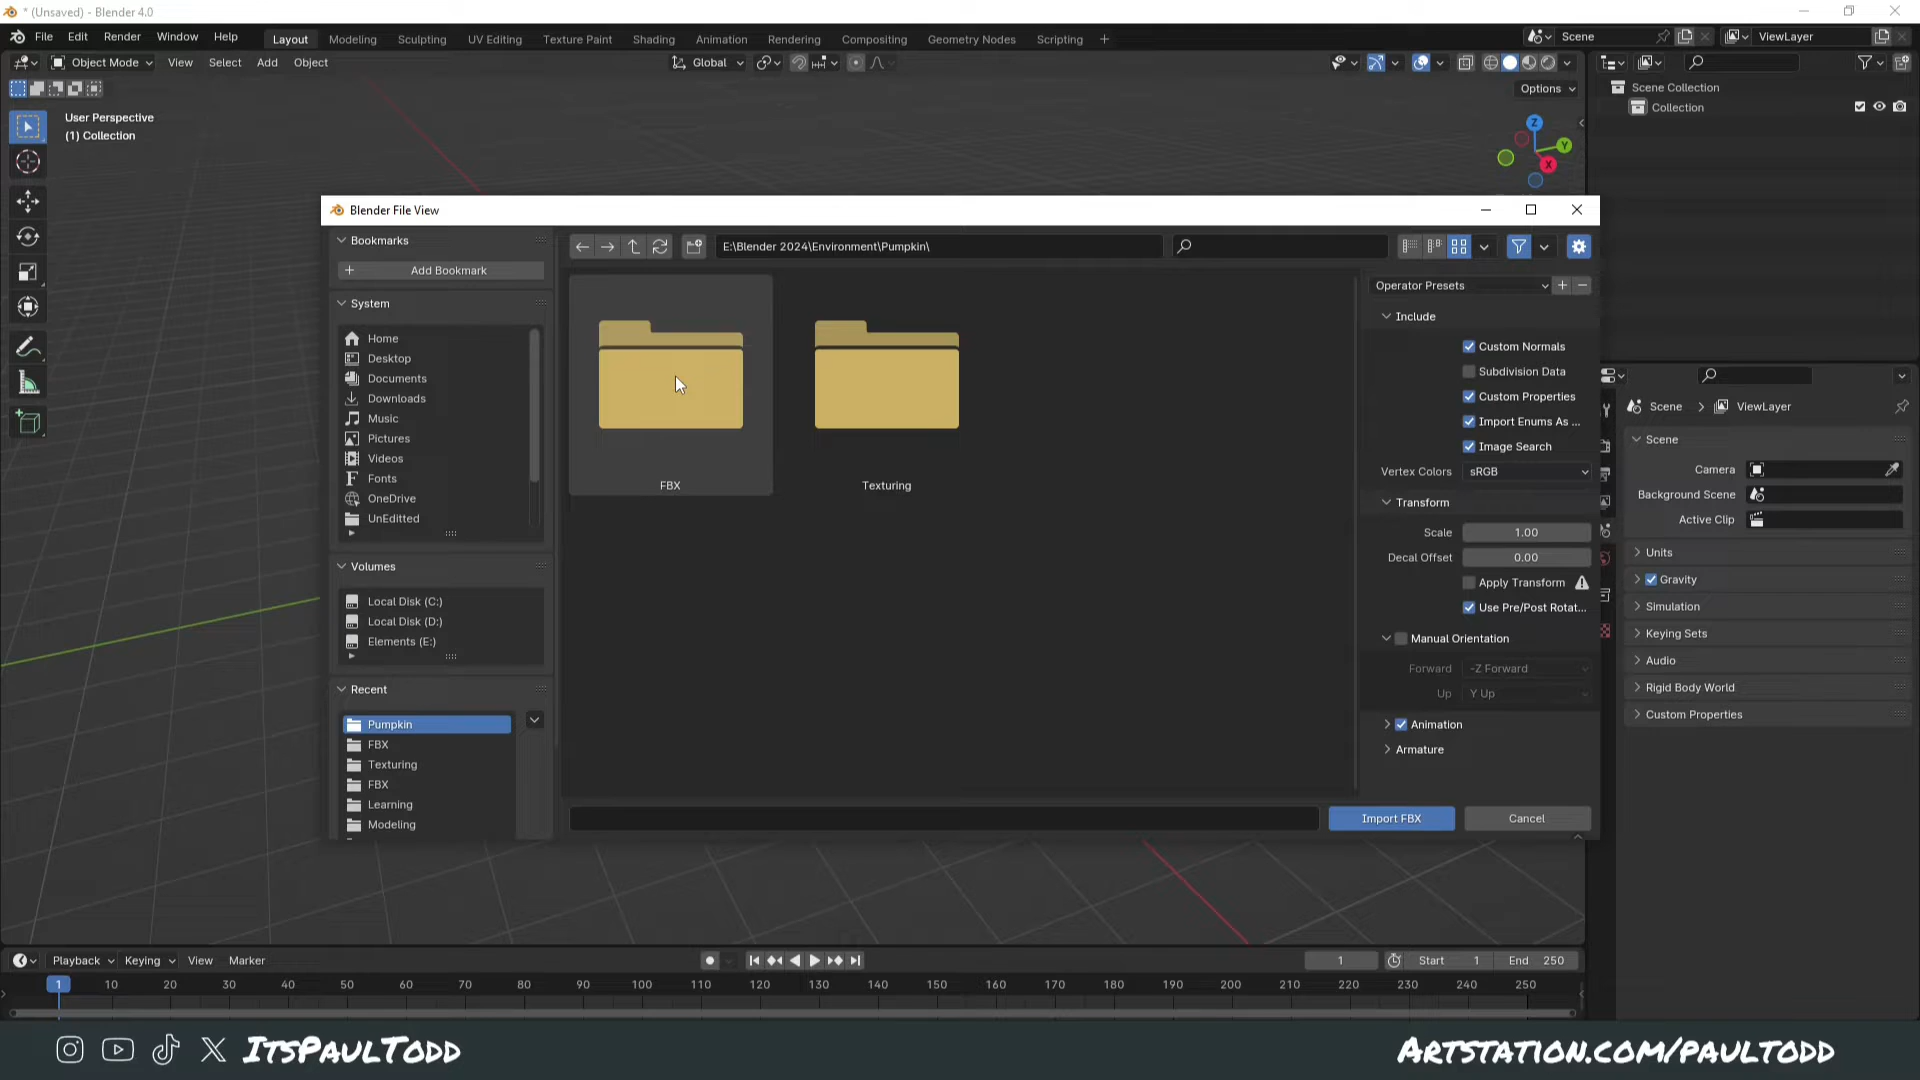 * (Unsaved) - Blender 4.0
File Edit Render Window Help
Layout Modeling Sculpting UV Editing Texture Paint Shading Animation Rendering Compositing Geometry Nodes Scripting +
Scene
ViewLayer
Object Mode View Select Add Object
Global
Options
User Perspective
(1) Collection
Z
Y
X
Scene Collection
Collection
Blender File View
Bookmarks
Add Bookmark
System
Home
Desktop
Documents
Downloads
Music
Pictures
Videos
Fonts
OneDrive
UnEditted
Volumes
Local Disk (C:)
Local Disk (D:)
Elements (E:)
Recent
Pumpkin
FBX
Texturing
FBX
Learning
Modeling
E:\Blender 2024\Environment\Pumpkin\
FBX
Texturing
Operator Presets
Include
Custom Normals
Subdivision Data
Custom Properties
Import Enums As ...
Image Search
Vertex Colors sRGB
Transform
Scale 1.00
Decal Offset 0.00
Apply Transform
Use Pre/Post Rotat...
Manual Orientation
Forward -Z Forward
Up Y Up
Animation
Armature
Import FBX
Cancel
Scene > ViewLayer
Scene
Camera
Background Scene
Active Clip
Units
Gravity
Simulation
Keying Sets
Audio
Rigid Body World
Custom Properties
Playback Keying View Marker
1 Start 1 End 250
1 10 20 30 40 50 60 70 80 90 100 110 120 130 140 150 160 170 180 190 200 210 220 230 240 250
ItsPaulTodd
Artstation.com/paultodd